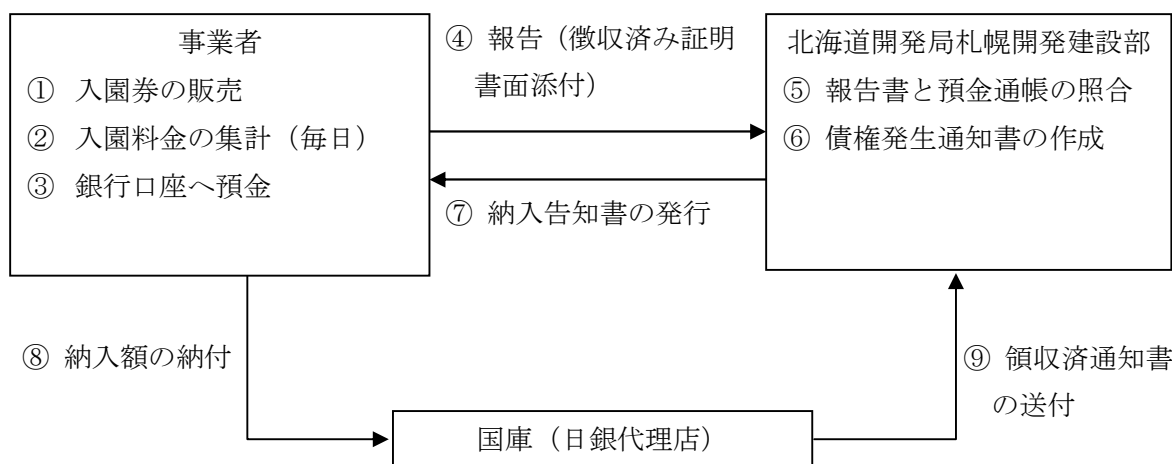 事業者
① 入園券の販売
② 入園料金の集計（毎日）
③ 銀行口座へ預金
④ 報告（徴収済み証明
書面添付）
北海道開発局札幌開発建設部
⑤ 報告書と預金通帳の照合
⑥ 債権発生通知書の作成
⑦ 納入告知書の発行
⑧ 納入額の納付
⑨ 領収済通知書
の送付
国庫（日銀代理店）